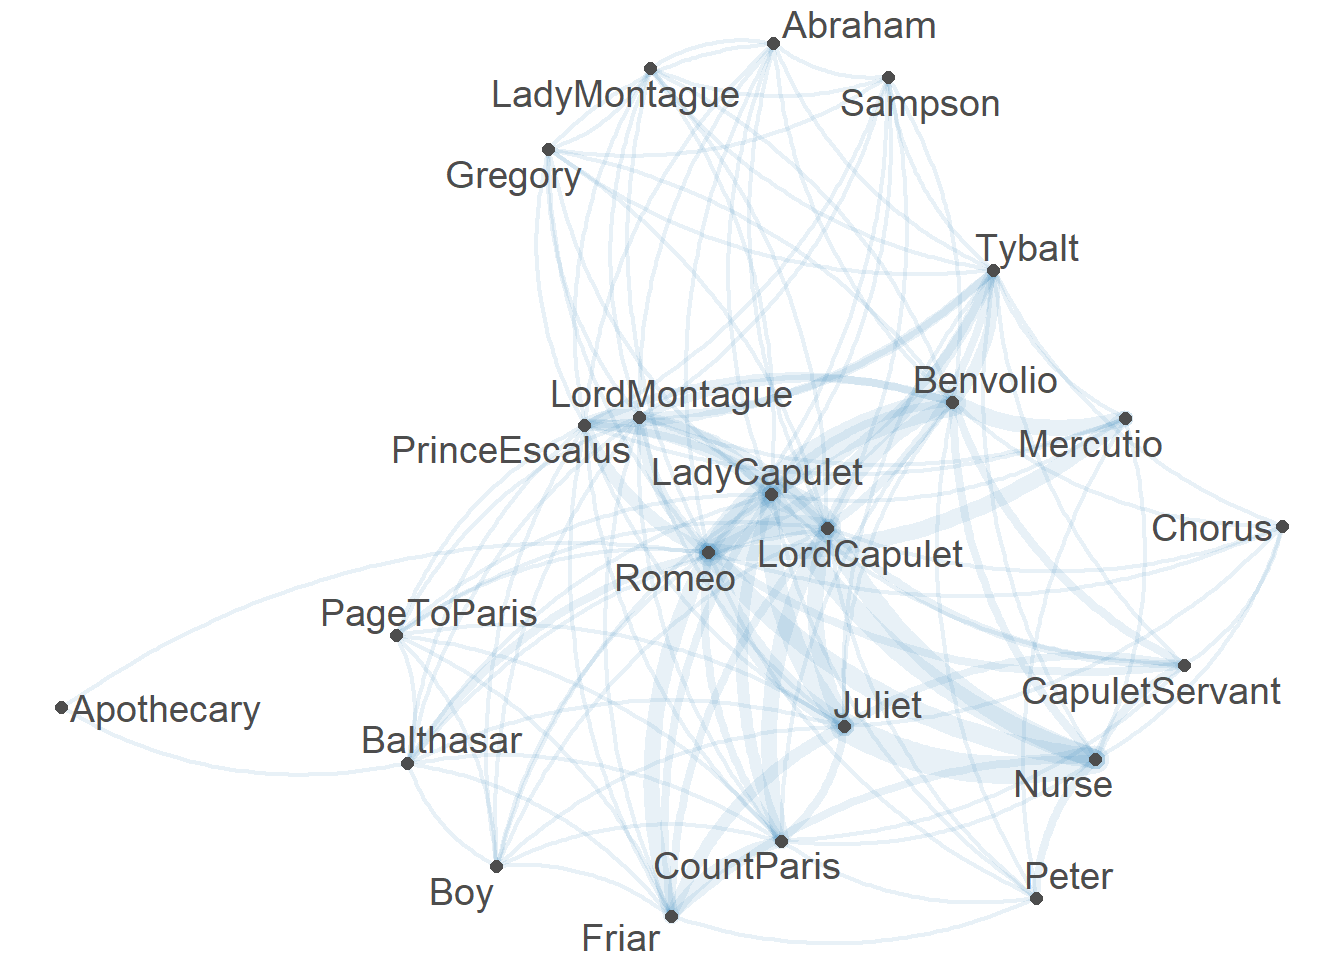 Abraham
LadyMontague
Sampson
Gregory
Tybalt
Benvolio
LordMontague
Mercutio
PrinceEscalus
LadyCapulet
Chorus
LordCapulet
Romeo
PageToParis
CapuletServant
Juliet
Apothecary
Balthasar
Nurse
CountParis
Peter
Boy
Friar